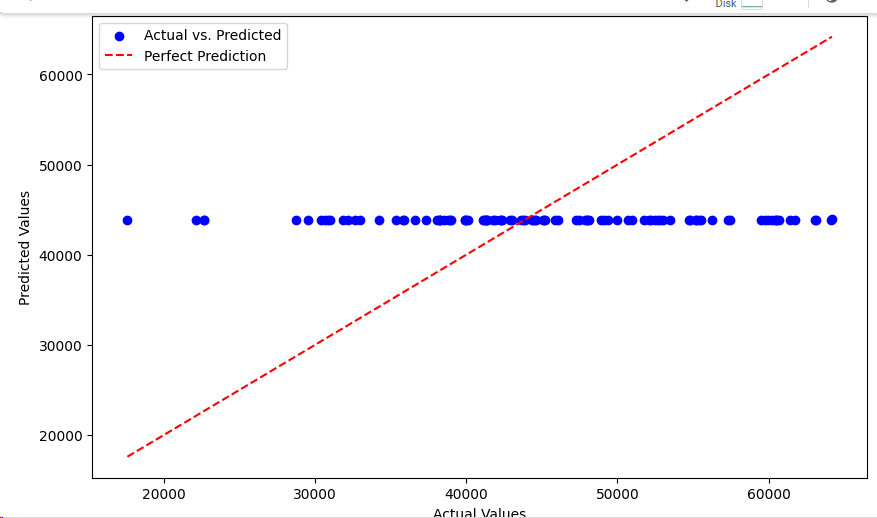 Disk
Actual vs. Predicted
Perfect Prediction
60000
50000
40000
30000
20000
Predicted Values
20000 30000 40000 50000 60000
Actual Values